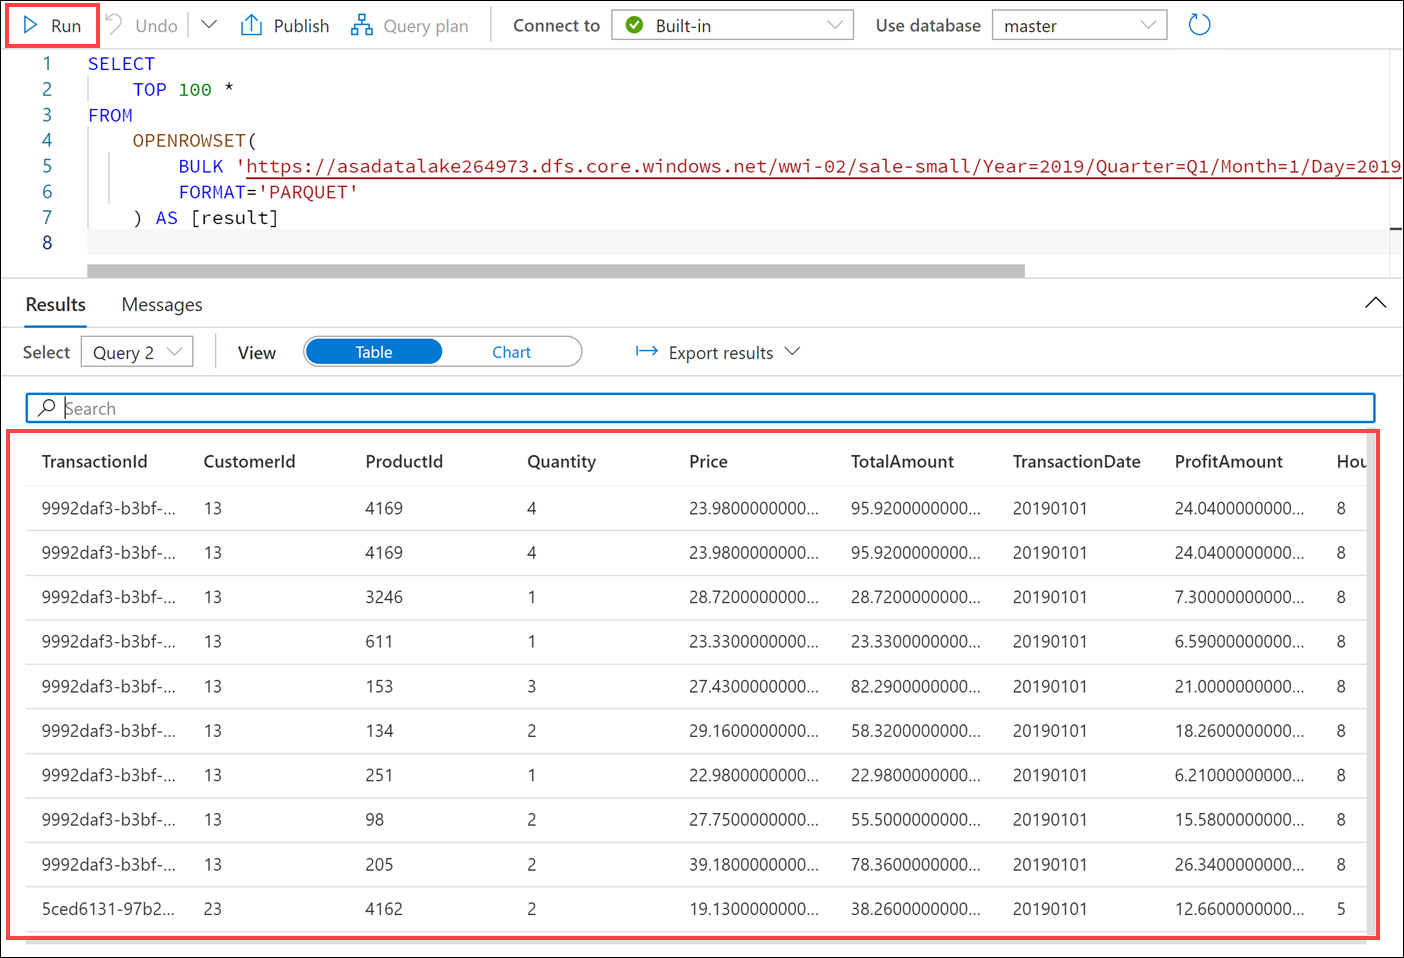 Run Undo Publish Query plan Connect to Built-in Use database master
1 SELECT
2 TOP 100 *
3 FROM
4 OPENROWSET(
5 BULK 'https://asadatalake264973.dfs.core.windows.net/wwi-02/sale-small/Year=2019/Quarter=Q1/Month=1/Day=2019
6 FORMAT='PARQUET'
7 ) AS [result]
8
Results Messages
Select Query 2 View Table Chart Export results
Search
TransactionId CustomerId ProductId Quantity Price TotalAmount TransactionDate ProfitAmount Hou
9992daf3-b3bf-... 13 4169 4 23.9800000000... 95.9200000000... 20190101 24.0400000000... 8
9992daf3-b3bf-... 13 4169 4 23.9800000000... 95.9200000000... 20190101 24.0400000000... 8
9992daf3-b3bf-... 13 3246 1 28.7200000000... 28.7200000000... 20190101 7.30000000000... 8
9992daf3-b3bf-... 13 611 1 23.3300000000... 23.3300000000... 20190101 6.59000000000... 8
9992daf3-b3bf-... 13 153 3 27.4300000000... 82.2900000000... 20190101 21.0000000000... 8
9992daf3-b3bf-... 13 134 2 29.1600000000... 58.3200000000... 20190101 18.2600000000... 8
9992daf3-b3bf-... 13 251 1 22.9800000000... 22.9800000000... 20190101 6.21000000000... 8
9992daf3-b3bf-... 13 98 2 27.7500000000... 55.5000000000... 20190101 15.5800000000... 8
9992daf3-b3bf-... 13 205 2 39.1800000000... 78.3600000000... 20190101 26.3400000000... 8
5ced6131-97b2... 23 4162 2 19.1300000000... 38.2600000000... 20190101 12.6600000000... 5